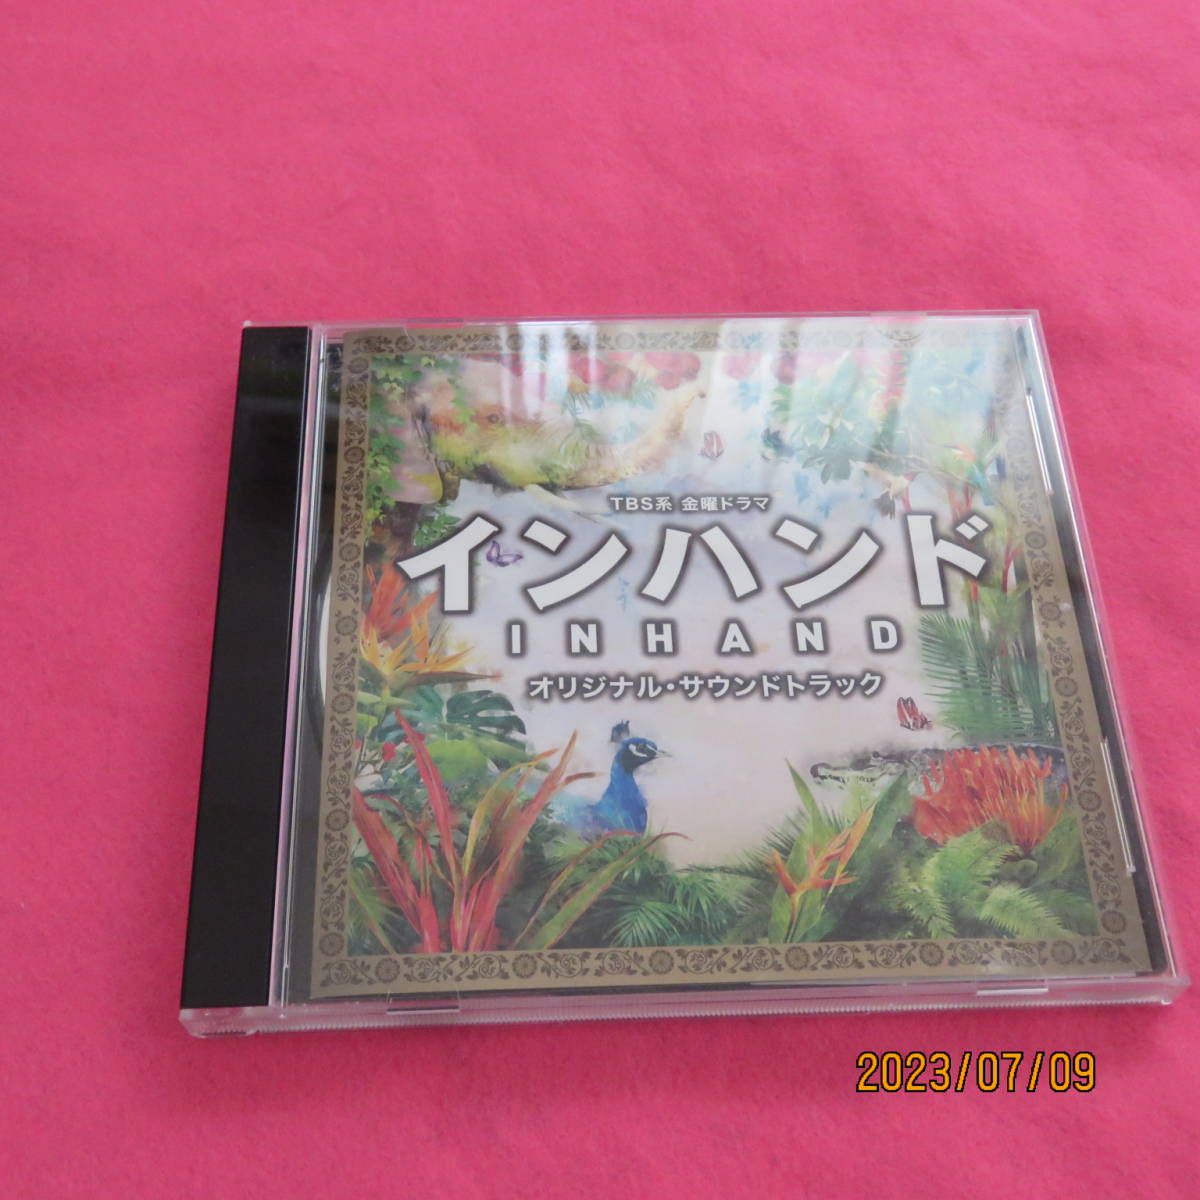 TBS系 金曜ドラマ
インハンド
INHAND
オリジナル・サウンドトラック
2023/07/09